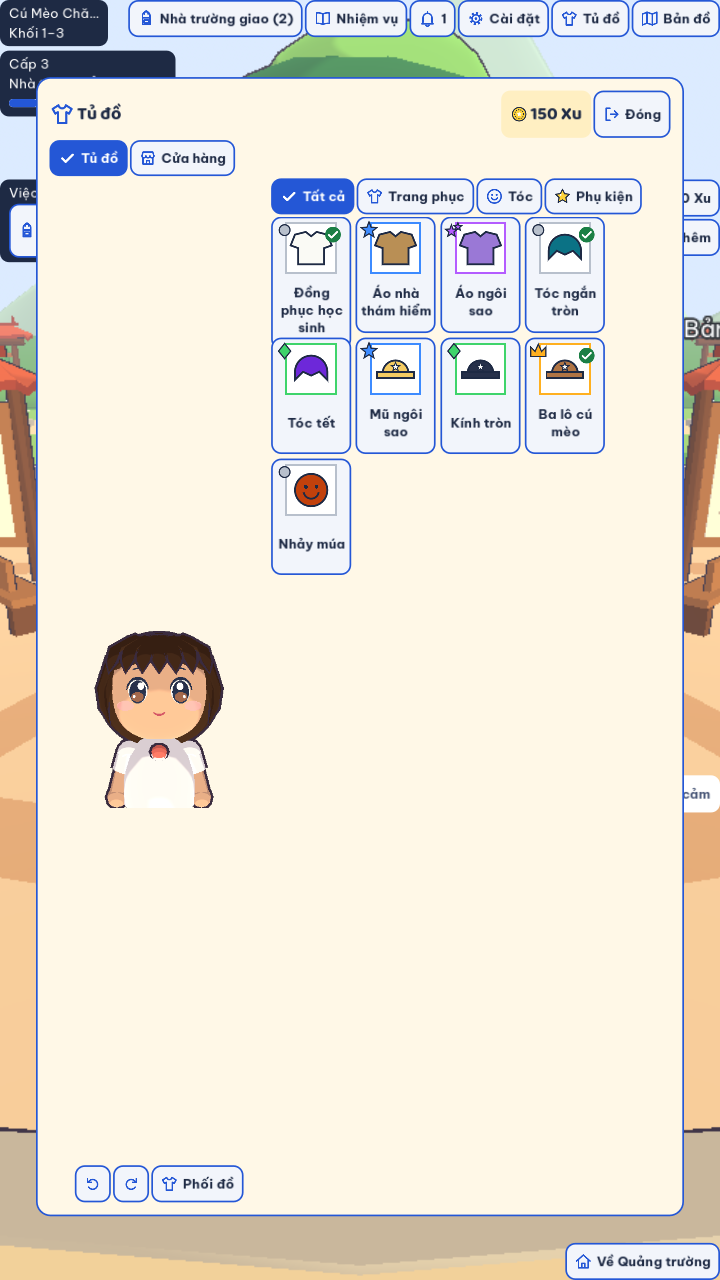 Cú Mèo Chă...
Khối 1–3
Nhà trường giao (2)
Nhiệm vụ
1
Cài đặt
Tủ đồ
Bản đồ
Cấp 3
Nhà
Tủ đồ
150 Xu
Đóng
Tủ đồ
Cửa hàng
Việc
Tất cả
Trang phục
Tóc
Phụ kiện
0 Xu
Đồng
phục học
sinh
Áo nhà
thám hiểm
Áo ngôi
sao
Tóc ngắn
tròn
Tóc tết
Mũ ngôi
sao
Kính tròn
Ba lô cú
mèo
Nhảy múa
cảm
Phối đồ
Về Quảng trường